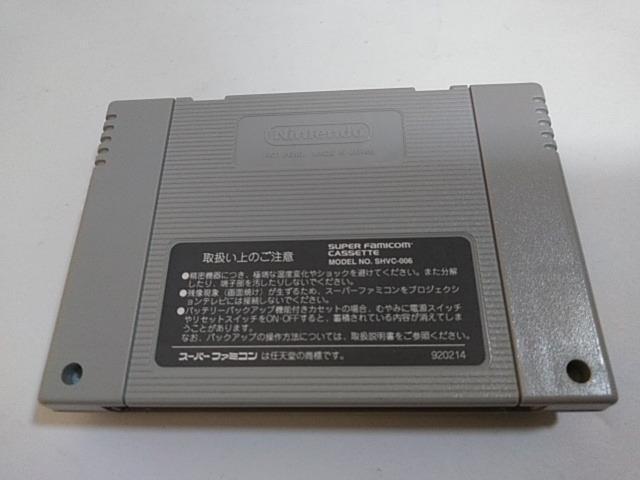 Nintendo
PAT. PEND. MADE IN JAPAN
取扱い上のご注意
SUPER FAMICOM™
CASSETTE
MODEL NO. SHVC-006
●精密機器につき、極端な温度変化やショックを避けてください。また分解
したり、端子部を汚したりしないでください。
●残像現象（画面焼け）が生ずるため、スーパーファミコンをプロジェク
ションテレビには接続しないでください。
●バッテリーバックアップ機能付きカセットの場合、むやみに電源スイッチ
やリセットスイッチをON・OFFすると、蓄積されている内容が消えてしま
うことがあります。
なお、バックアップの操作方法については、取扱説明書をご参照ください。
スーパーファミコンは任天堂の商標です。
920214